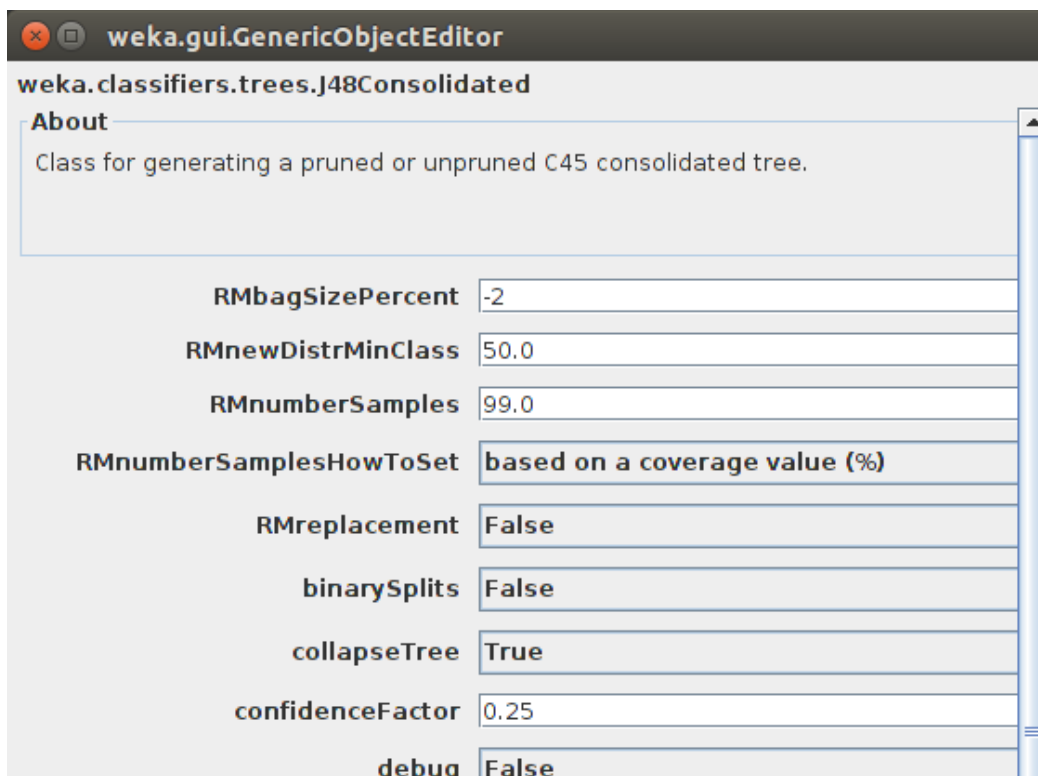 weka.gui.GenericObjectEditor
weka.classifiers.trees.J48Consolidated
About
Class for generating a pruned or unpruned C45 consolidated tree.
RMbagSizePercent -2
RMnewDistrMinClass 50.0
RMnumberSamples 99.0
RMnumberSamplesHowToSet based on a coverage value (%)
RMreplacement False
binarySplits False
collapseTree True
confidenceFactor 0.25
debug False